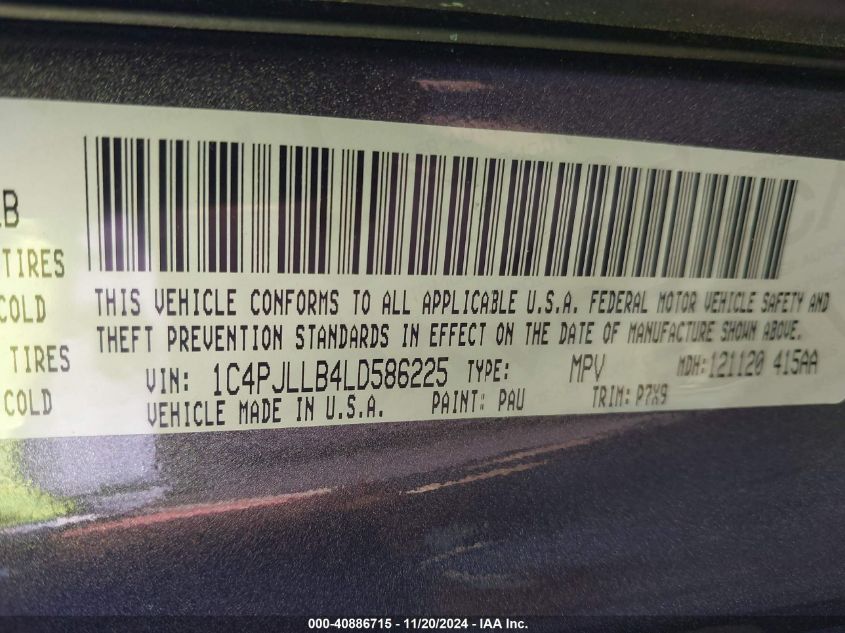 LB
TIRES
COLD
TIRES
COLD
THIS VEHICLE CONFORMS TO ALL APPLICABLE U.S.A. FEDERAL MOTOR VEHICLE SAFETY AND
THEFT PREVENTION STANDARDS IN EFFECT ON THE DATE OF MANUFACTURE SHOWN ABOVE.
VIN: 1C4PJLLB4LD586225 TYPE: MPV MDH: 121120 415AA
VEHICLE MADE IN U.S.A. PAINT: PAU TRIM: P7X9
000-40886715 - 11/20/2024 - IAA Inc.